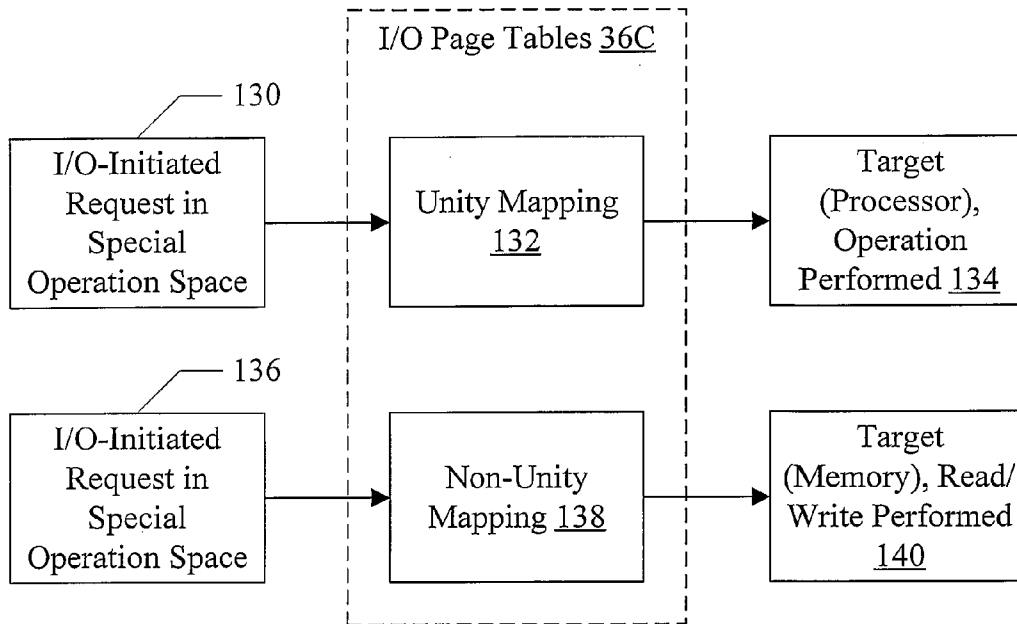 I/O Page Tables 36C
130
I/O-Initiated
Request in
Special
Operation Space
Unity Mapping
132
Target
(Processor),
Operation
Performed 134
136
I/O-Initiated
Request in
Special
Operation Space
Non-Unity
Mapping 138
Target
(Memory), Read/
Write Performed
140